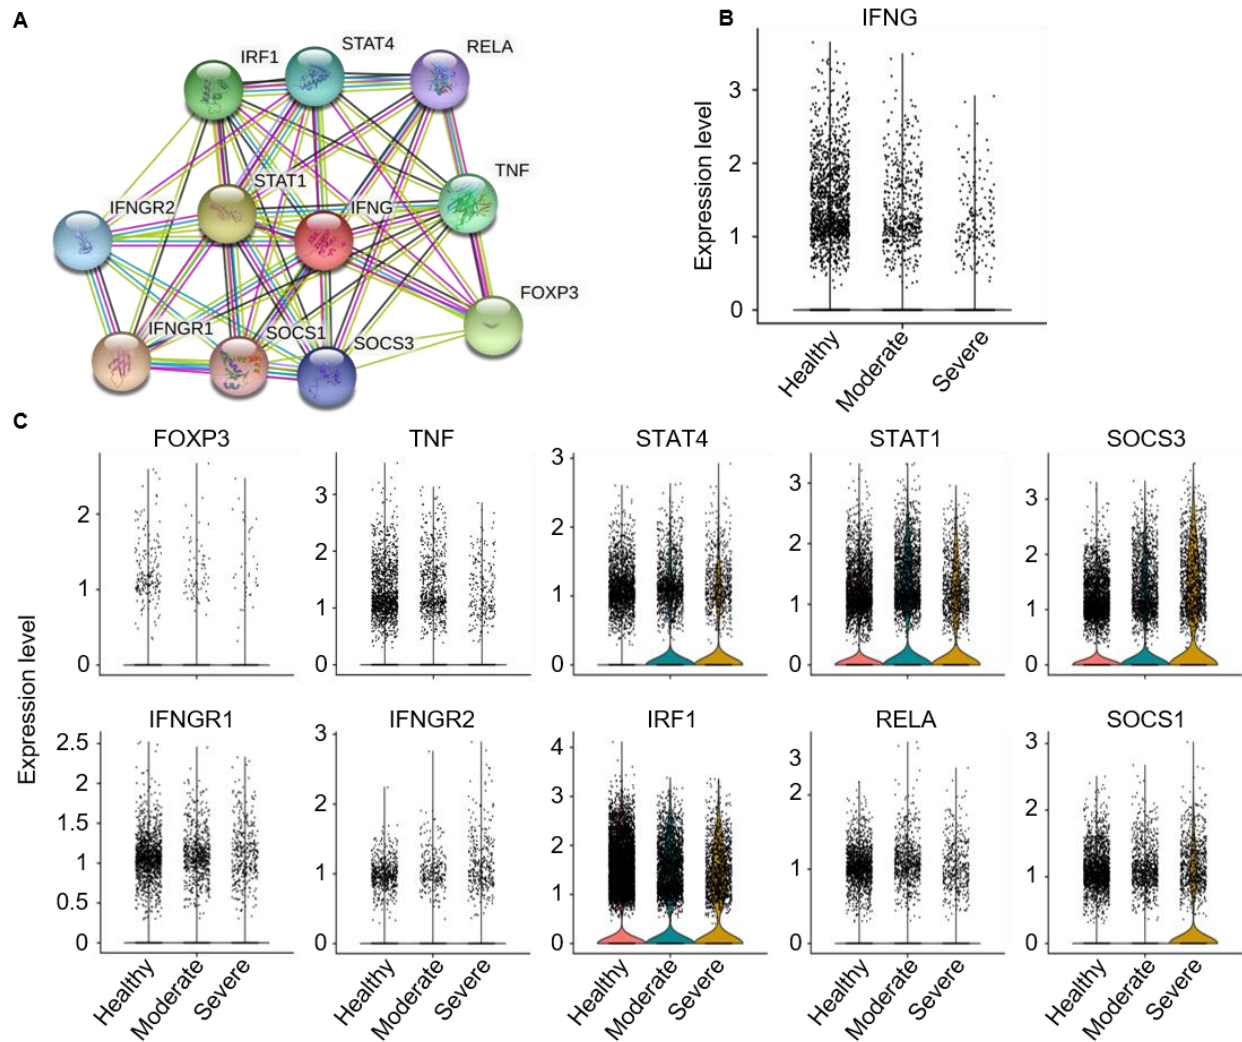 A
STAT4
RELA
IRF1
TNF
STAT1
IFNGR2
IFNG
FOXP3
IFNGR1
SOCS1
SOCS3
B
IFNG
Expression level
3
2
1
0
Healthy
Moderate
Severe
C
Expression level
FOXP3
2
1
0
TNF
3
2
1
0
STAT4
3
2
1
0
STAT1
3
2
1
0
SOCS3
3
2
1
0
Expression level
IFNGR1
2.5
2
1.5
1
0.5
0
Healthy
Moderate
Severe
IFNGR2
3
2
1
0
Healthy
Moderate
Severe
IRF1
4
3
2
1
0
Healthy
Moderate
Severe
RELA
3
2
1
0
Healthy
Moderate
Severe
SOCS1
3
2
1
0
Healthy
Moderate
Severe